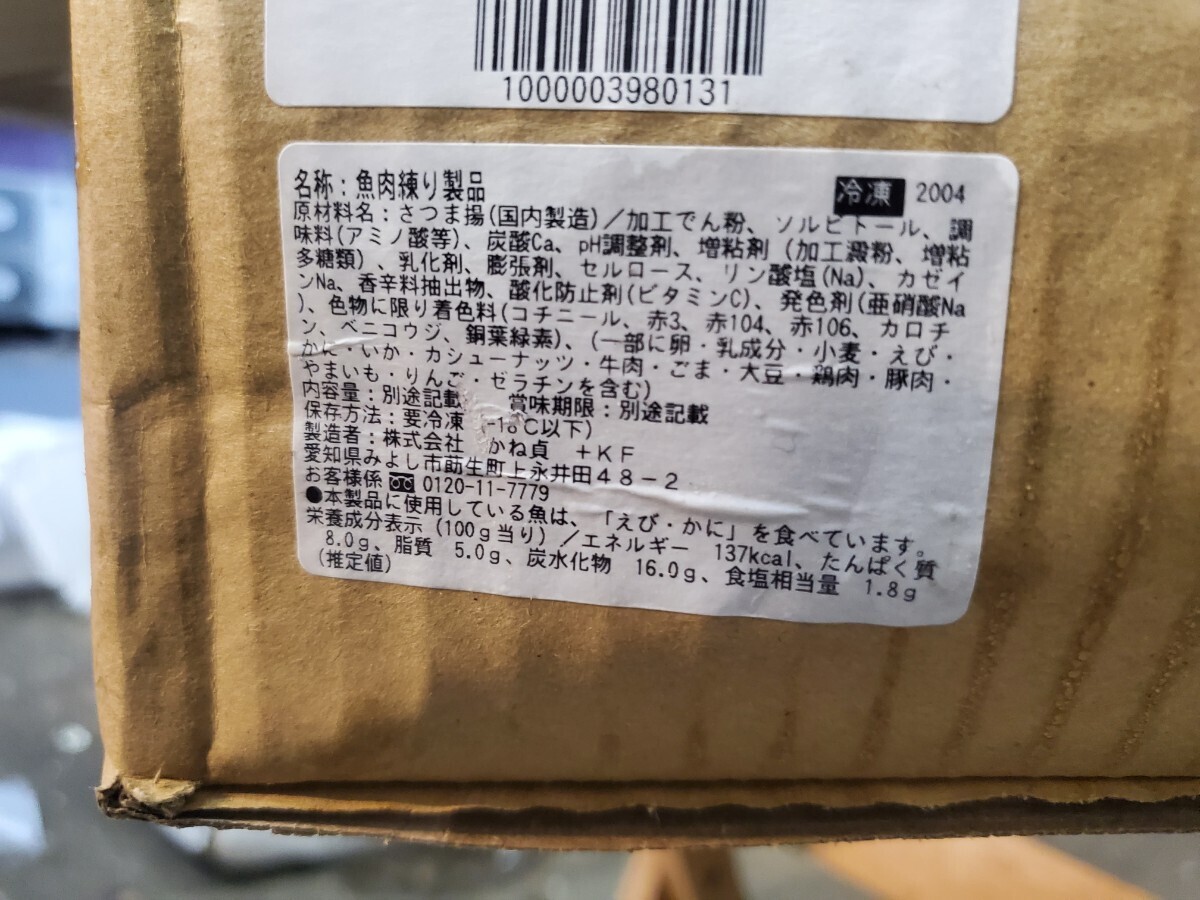 1000003980131
名称：魚肉練り製品
冷凍 2004
原材料名：さつま揚(国内製造)／加工でん粉、ソルビトール、調
味料(アミノ酸等)、炭酸Ca、pH調整剤、増粘剤（加工澱粉、増粘
多糖類）、乳化剤、膨張剤、セルロース、リン酸塩(Na)、カゼイ
ンNa、香辛料抽出物、酸化防止剤(ビタミンC)、発色剤(亜硝酸Na
)、色物に限り着色料(コチニール、赤3、赤104、赤106、カロチ
ン、ベニコウジ、銅葉緑素)、(一部に卵・乳成分・小麦・えび・
かに・いか・カシューナッツ・牛肉・ごま・大豆・鶏肉・豚肉・
やまいも・りんご・ゼラチンを含む)
内容量：別途記載 賞味期限：別途記載
保存方法：要冷凍 (-18℃以下)
製造者：株式会社 かね貞 +KF
愛知県みよし市莇生町上永井田４８－２
お客様係 0120-11-7779
●本製品に使用している魚は、「えび・かに」を食べています。
栄養成分表示（100g当り）／エネルギー 137kcal、たんぱく質
8.0g、脂質 5.0g、炭水化物 16.0g、食塩相当量 1.8g
（推定値）